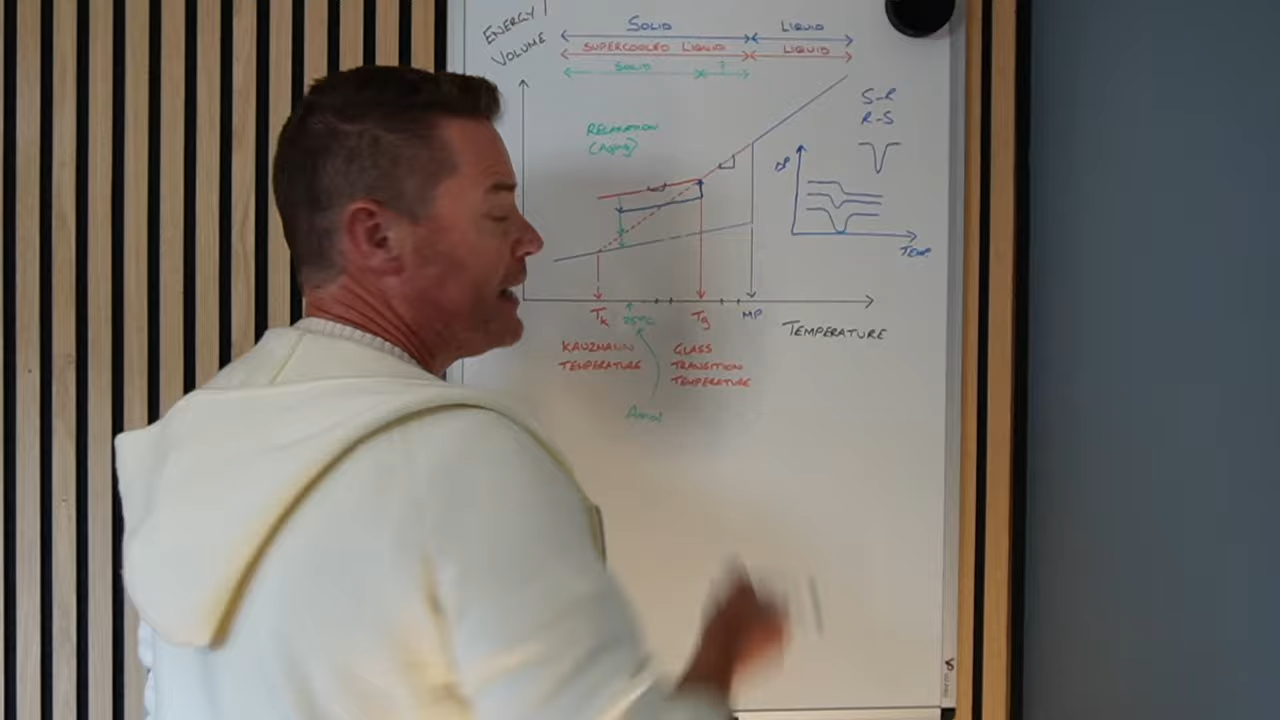 ENERGY/
VOLUME
SOLID LIQUID
SUPERCOOLED LIQUID LIQUID
SOLID ?
RELAXATION
(AGING)
S-R
R-S
TEMP.
Tk 25°C Tg MP
TEMPERATURE
KAUZMANN
TEMPERATURE
GLASS
TRANSITION
TEMPERATURE